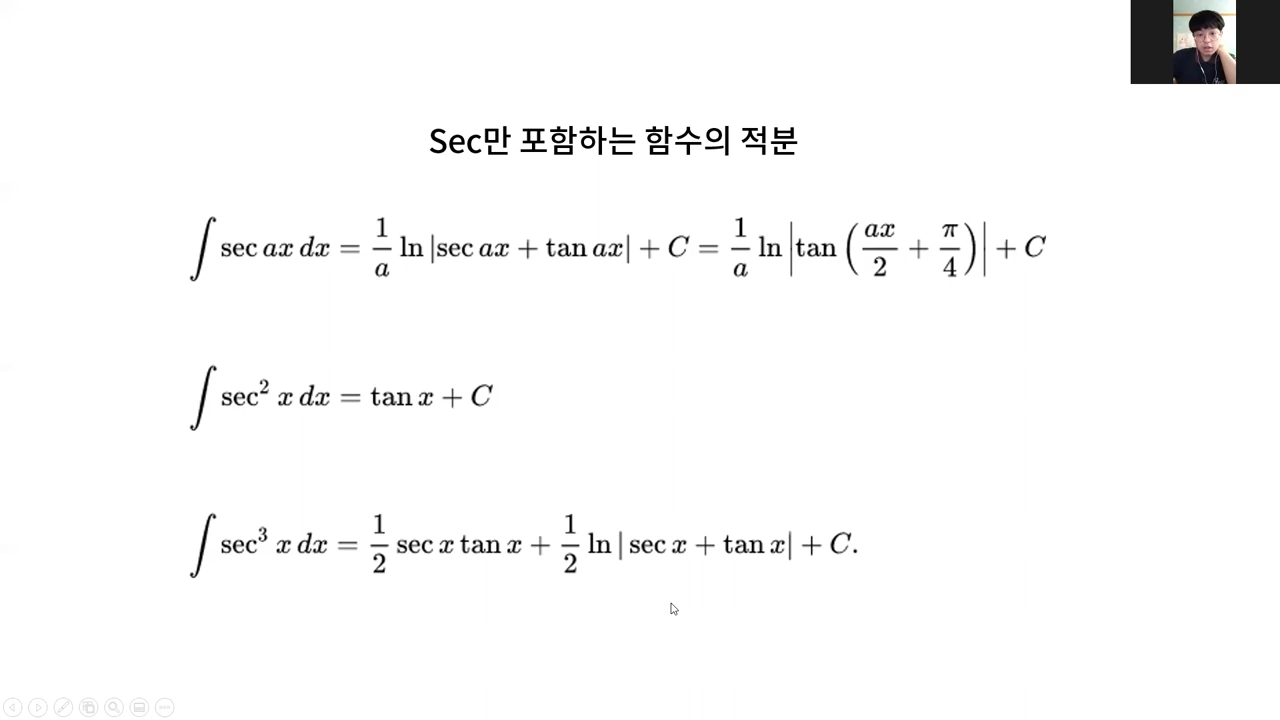 Sec만 포함하는 함수의 적분
∫ sec ax dx = 1/a ln |sec ax + tan ax| + C = 1/a ln |tan (ax/2 + π/4)| + C
∫ sec² x dx = tan x + C
∫ sec³ x dx = 1/2 sec x tan x + 1/2 ln | sec x + tan x| + C.